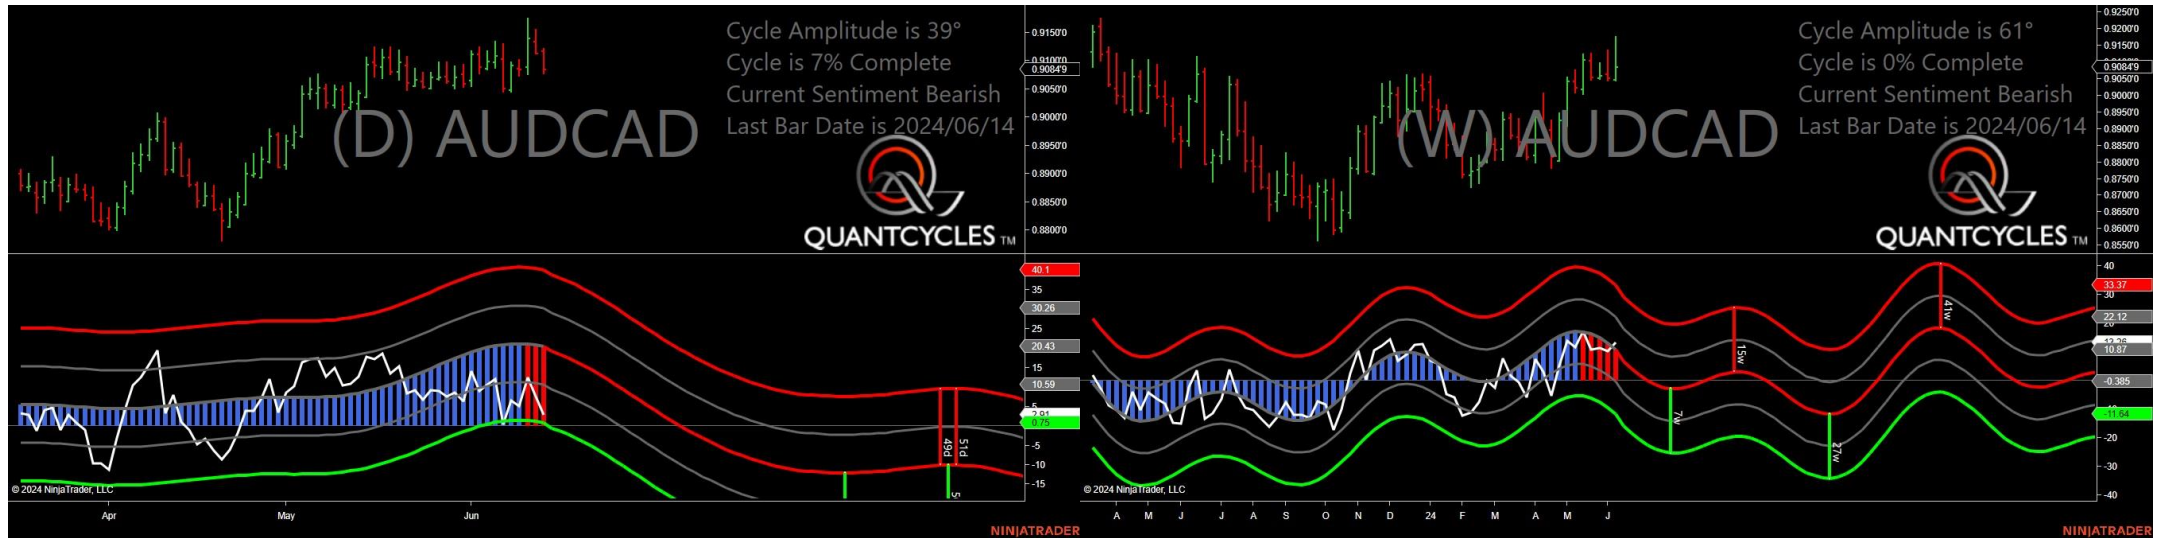 Cycle Amplitude is 39°
Cycle is 7% Complete
Current Sentiment Bearish
Last Bar Date is 2024/06/14
(D) AUDCAD
QUANTCYCLES TM
0.9150'0
0.9100'0
0.9084'9
0.9050'0
0.9000'0
0.8950'0
0.8900'0
0.8850'0
0.8800'0
40.1
35
30.26
25
20.43
15
10.59
5
2.91
0.75
-5
-10
-15
49d
51d
© 2024 NinjaTrader, LLC
Apr
May
Jun
NINJATRADER
Cycle Amplitude is 61°
Cycle is 0% Complete
Current Sentiment Bearish
Last Bar Date is 2024/06/14
(W) AUDCAD
QUANTCYCLES TM
0.9250'0
0.9200'0
0.9150'0
0.9084'9
0.9050'0
0.9000'0
0.8950'0
0.8900'0
0.8850'0
0.8800'0
0.8750'0
0.8700'0
0.8650'0
0.8600'0
0.8550'0
40
33.37
30
22.12
20
10.87
-0.385
-11.64
-20
-30
-40
7w
15w
27w
41w
© 2024 NinjaTrader, LLC
A M J J A S O N D 24 F M A M J
NINJATRADER